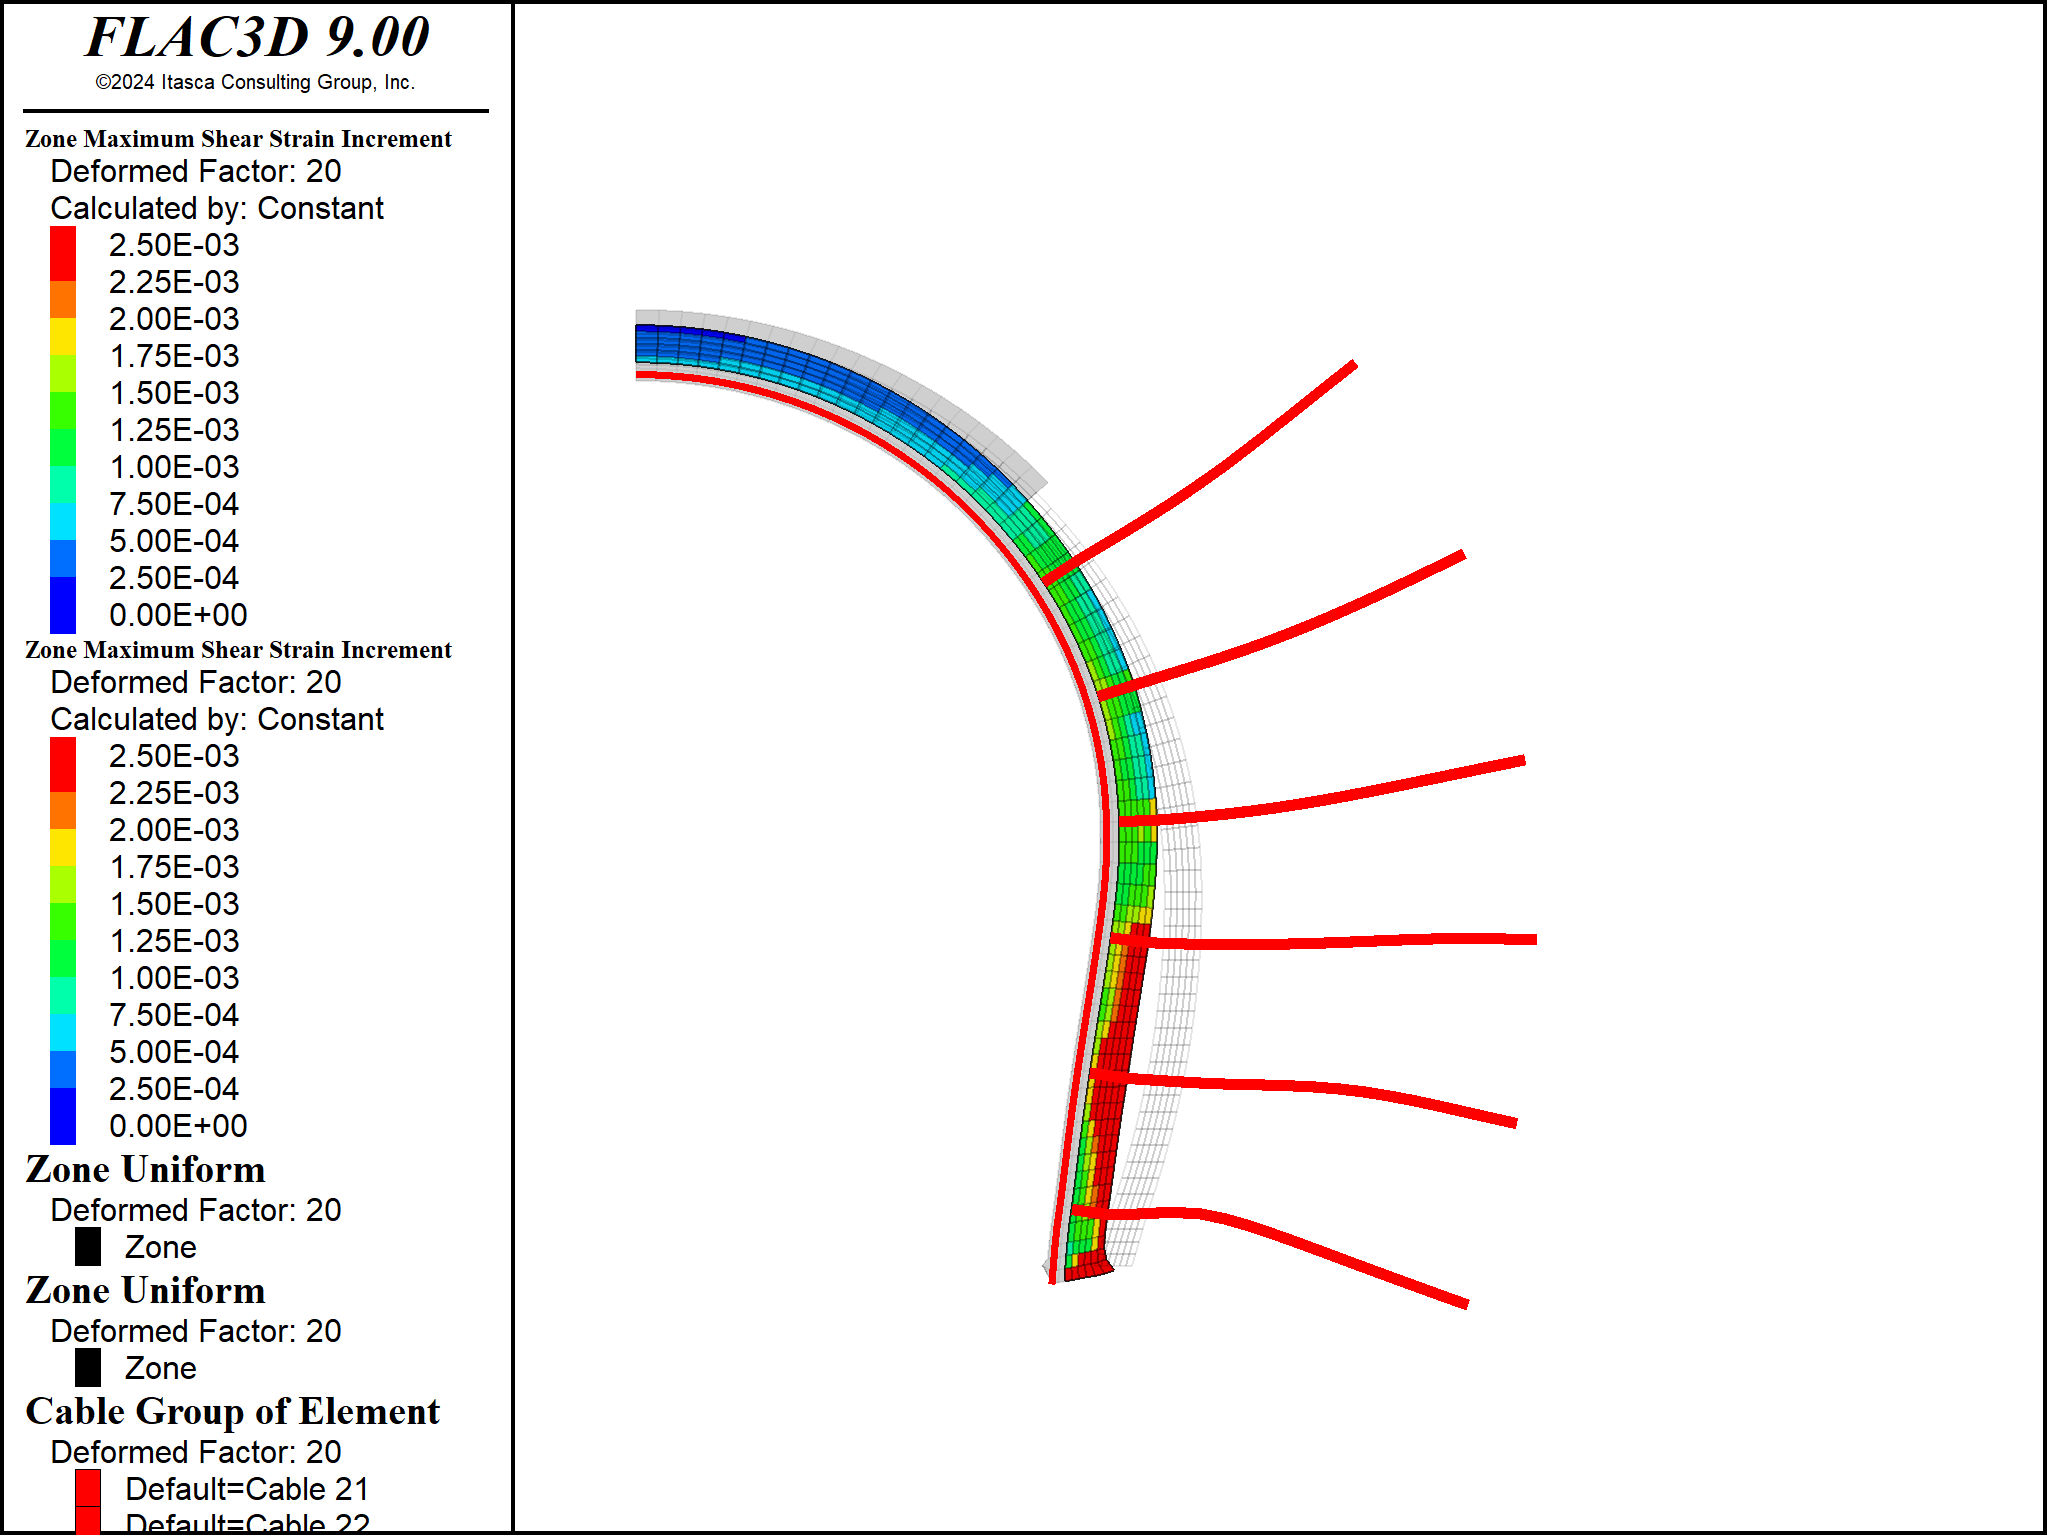 FLAC3D 9.00
©2024 Itasca Consulting Group, Inc.
Zone Maximum Shear Strain Increment
Deformed Factor: 20
Calculated by: Constant
2.50E-03
2.25E-03
2.00E-03
1.75E-03
1.50E-03
1.25E-03
1.00E-03
7.50E-04
5.00E-04
2.50E-04
0.00E+00
Zone Maximum Shear Strain Increment
Deformed Factor: 20
Calculated by: Constant
2.50E-03
2.25E-03
2.00E-03
1.75E-03
1.50E-03
1.25E-03
1.00E-03
7.50E-04
5.00E-04
2.50E-04
0.00E+00
Zone Uniform
Deformed Factor: 20
Zone
Zone Uniform
Deformed Factor: 20
Zone
Cable Group of Element
Deformed Factor: 20
Default=Cable 21
Default=Cable 22